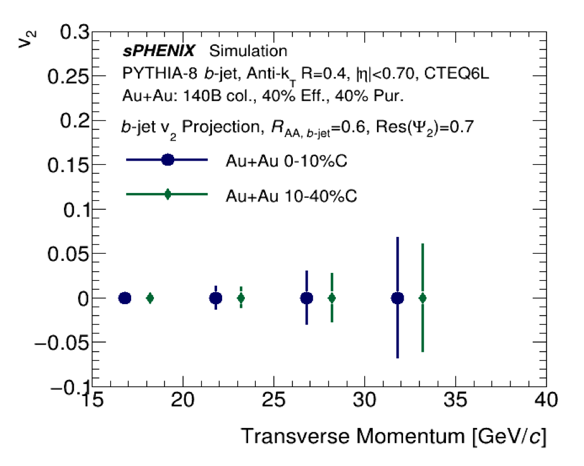 v2
0.3
0.25
0.2
0.15
0.1
0.05
0
−0.05
−0.1
sPHENIX Simulation
PYTHIA-8 b-jet, Anti-kT R=0.4, |η|<0.70, CTEQ6L
Au+Au: 140B col., 40% Eff., 40% Pur.
b-jet v2 Projection, RAA, b-jet=0.6, Res(Ψ2)=0.7
Au+Au 0-10%C
Au+Au 10-40%C
15 20 25 30 35 40
Transverse Momentum [GeV/c]